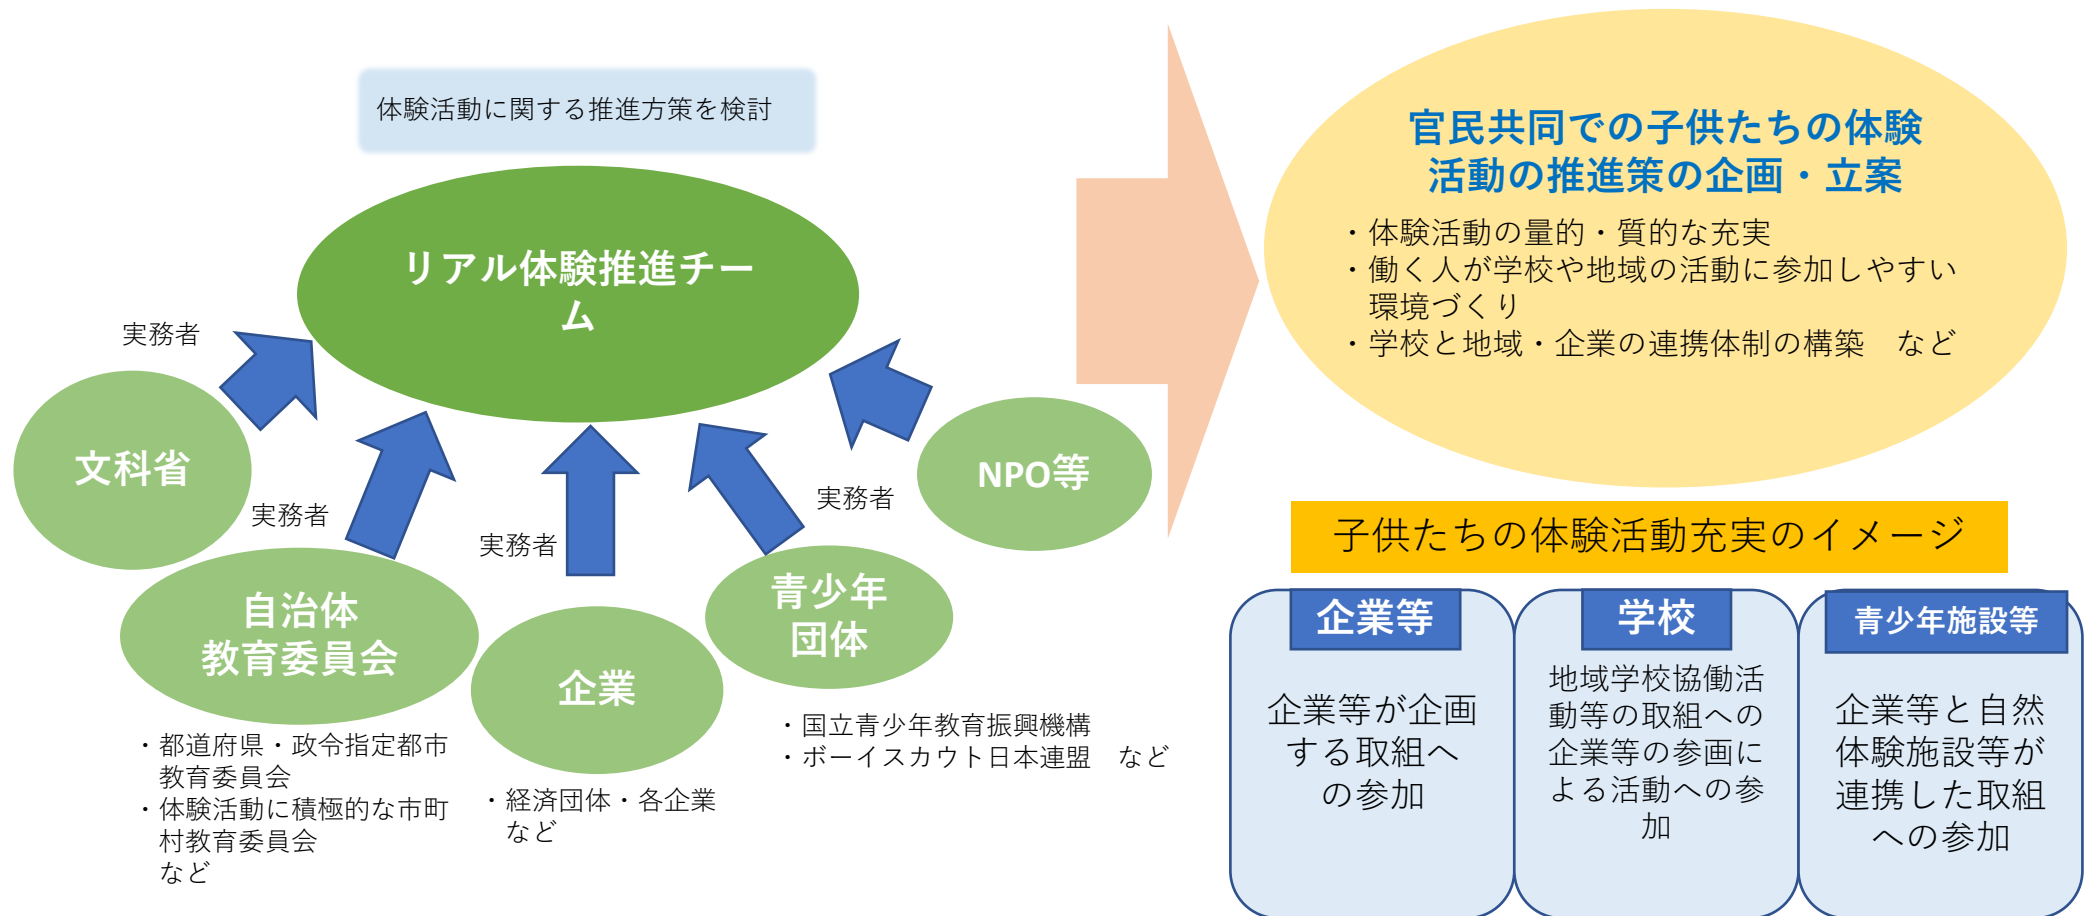 体験活動に関する推進方策を検討
リアル体験推進チー
ム
実務者
文科省
実務者
自治体
教育委員会
・都道府県・政令指定都市
教育委員会
・体験活動に積極的な市町
村教育委員会
など
実務者
企業
・経済団体・各企業
など
青少年
団体
・国立青少年教育振興機構
・ボーイスカウト日本連盟　など
実務者
NPO等
官民共同での子供たちの体験
活動の推進策の企画・立案
・体験活動の量的・質的な充実
・働く人が学校や地域の活動に参加しやすい
環境づくり
・学校と地域・企業の連携体制の構築　など
子供たちの体験活動充実のイメージ
企業等
企業等が企画
する取組へ
の参加
学校
地域学校協働活
動等の取組への
企業等の参画に
よる活動への参
加
青少年施設等
企業等と自然
体験施設等が
連携した取組
への参加